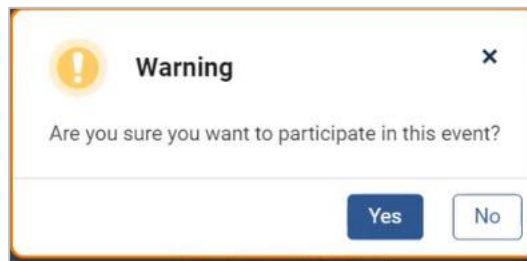 Warning
Are you sure you want to participate in this event?
Yes No